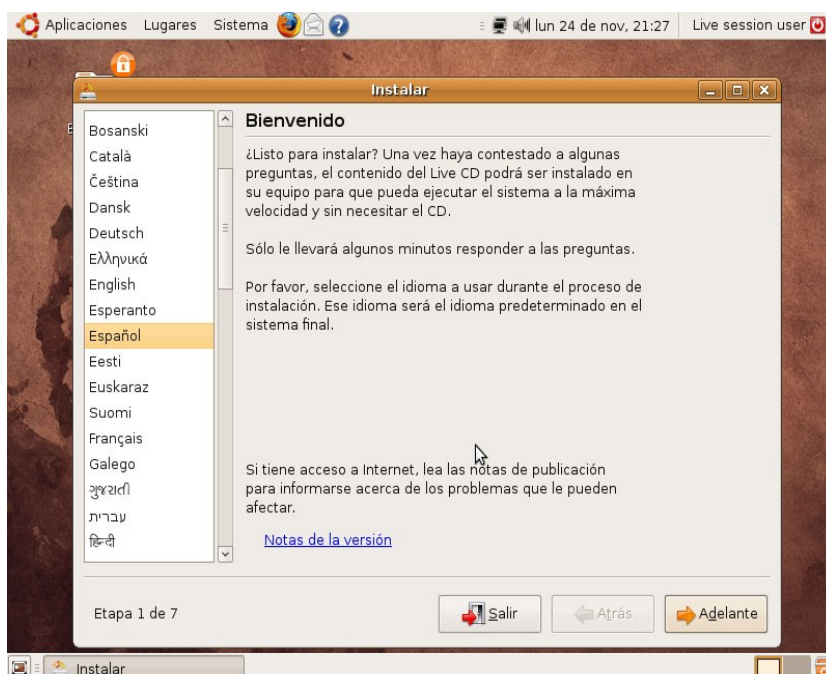 Aplicaciones Lugares Sistema lun 24 de nov, 21:27 Live session user
Instalar
Bosanski
Català
Čeština
Dansk
Deutsch
Ελληνικά
English
Esperanto
Español
Eesti
Euskaraz
Suomi
Français
Galego
ગુજરાતી
עברית
हिन्दी
Bienvenido
¿Listo para instalar? Una vez haya contestado a algunas
preguntas, el contenido del Live CD podrá ser instalado en
su equipo para que pueda ejecutar el sistema a la máxima
velocidad y sin necesitar el CD.
Sólo le llevará algunos minutos responder a las preguntas.
Por favor, seleccione el idioma a usar durante el proceso de
instalación. Ese idioma será el idioma predeterminado en el
sistema final.
Si tiene acceso a Internet, lea las notas de publicación
para informarse acerca de los problemas que le pueden
afectar.
Notas de la versión
Etapa 1 de 7
Salir
Atrás
Adelante
Instalar